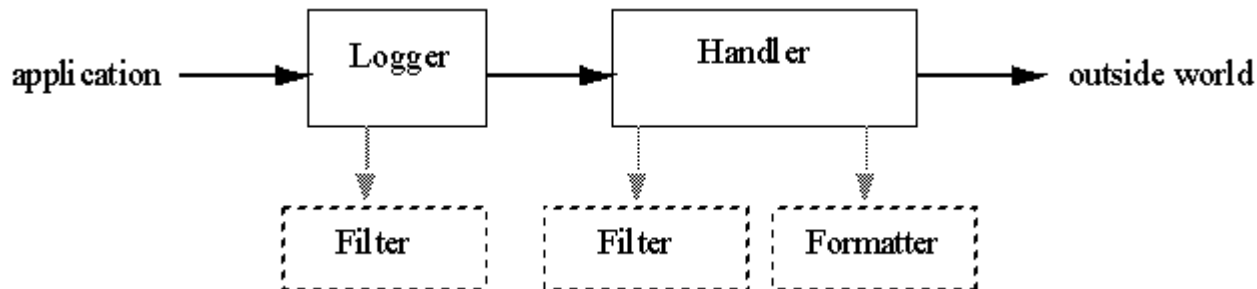 application
Logger
Handler
outside world
Filter
Filter
Formatter